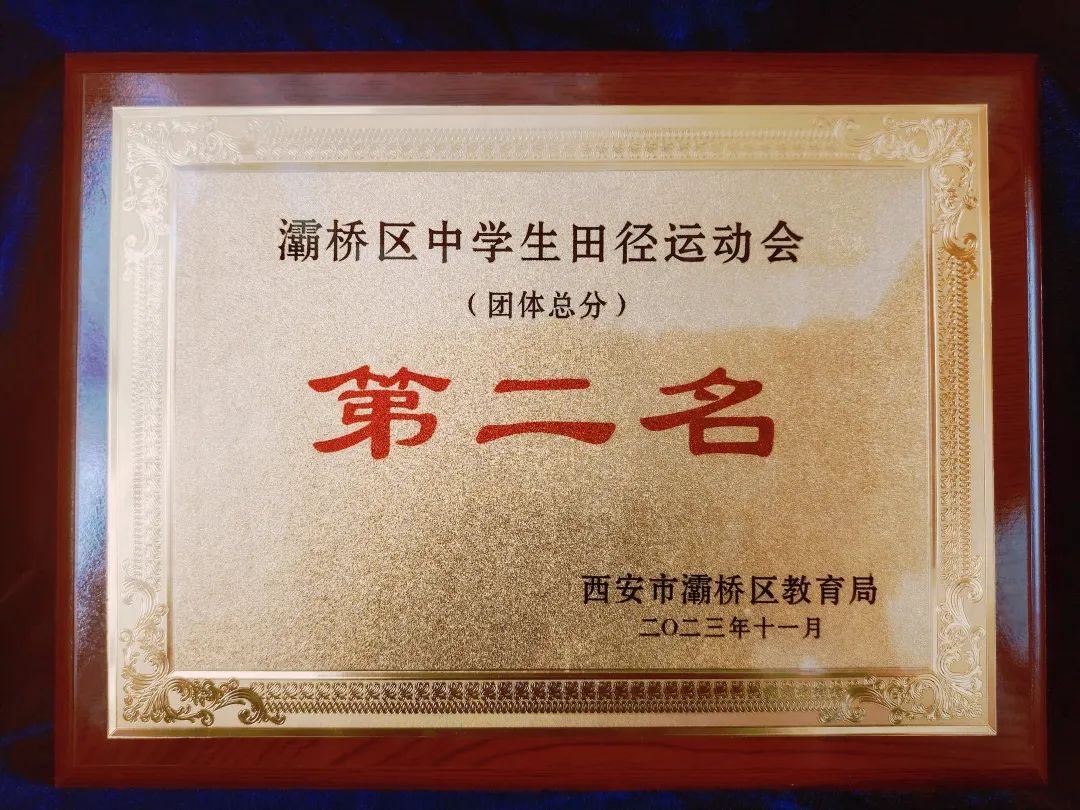 灞桥区中学生田径运动会
（团体总分）
第二名
西安市灞桥区教育局
二〇二三年十一月